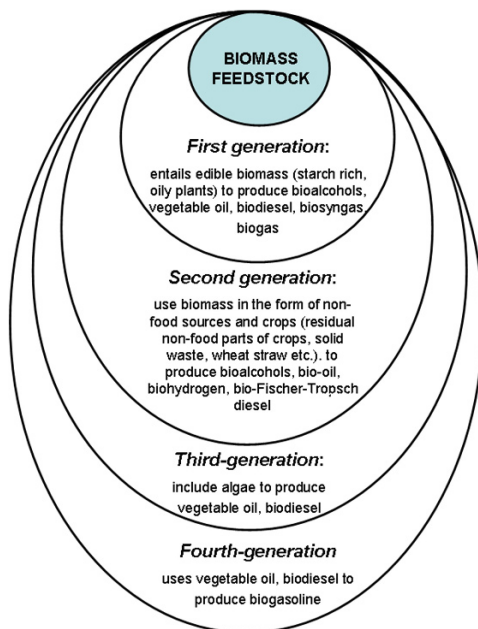 BIOMASS
FEEDSTOCK
First generation:
entails edible biomass (starch rich,
oily plants) to produce bioalcohols,
vegetable oil, biodiesel, biosyngas,
biogas
Second generation:
use biomass in the form of non-
food sources and crops (residual
non-food parts of crops, solid
waste, wheat straw etc.). to
produce bioalcohols, bio-oil,
biohydrogen, bio-Fischer-Tropsch
diesel
Third-generation:
include algae to produce
vegetable oil, biodiesel
Fourth-generation
uses vegetable oil, biodiesel to
produce biogasoline